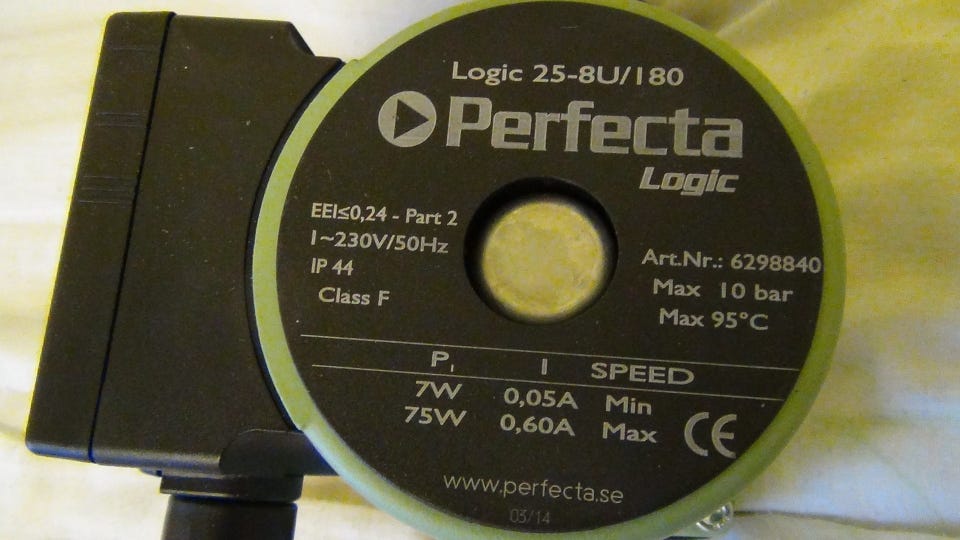 Logic 25-8U/180
Perfecta
Logic
EEI≤0,24 - Part 2
1~230V/50Hz
IP 44
Class F
Art.Nr.: 6298840
Max 10 bar
Max 95°C
P₁ I SPEED
7W 0,05A Min
75W 0,60A Max
CE
www.perfecta.se
03/14